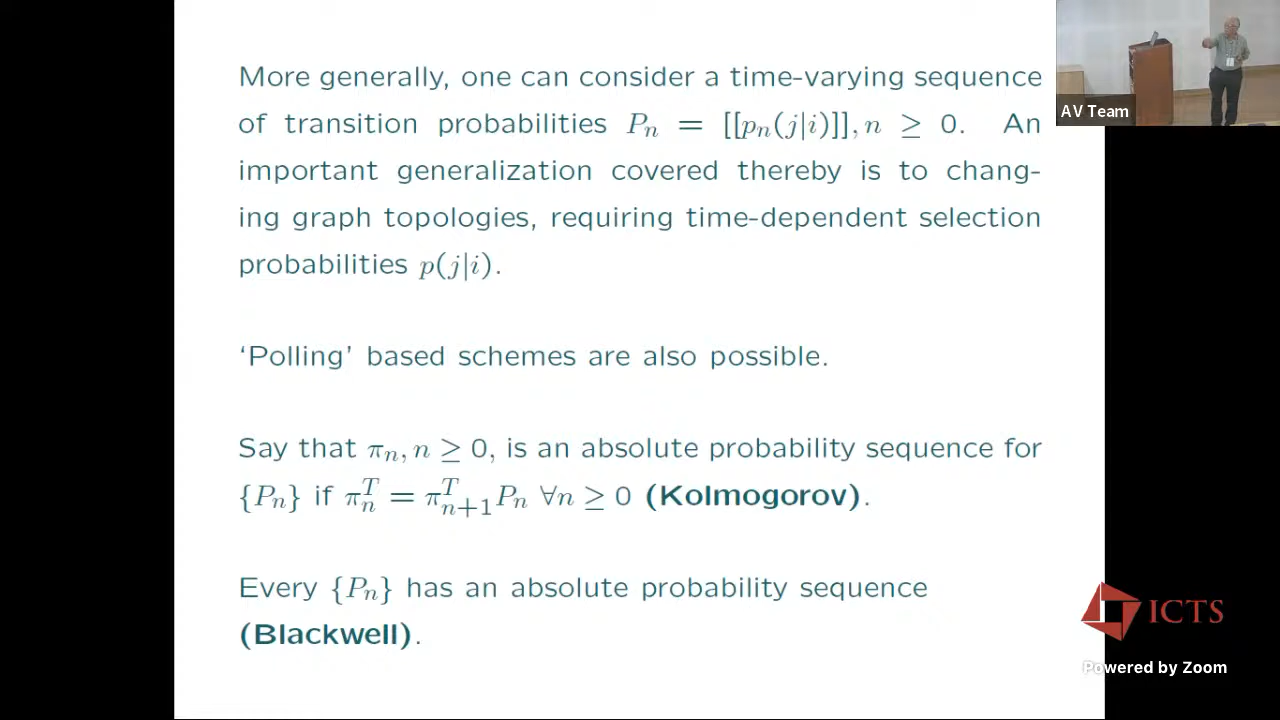 More generally, one can consider a time-varying sequence
of transition probabilities Pₙ = [[pₙ(j|i)]], n ≥ 0. An
important generalization covered thereby is to chang-
ing graph topologies, requiring time-dependent selection
probabilities p(j|i).
‘Polling’ based schemes are also possible.
Say that πₙ, n ≥ 0, is an absolute probability sequence for
{Pₙ} if πₙᵀ = πₙ₊₁ᵀ Pₙ ∀n ≥ 0 (Kolmogorov).
Every {Pₙ} has an absolute probability sequence
(Blackwell).
AV Team
ICTS
Powered by Zoom